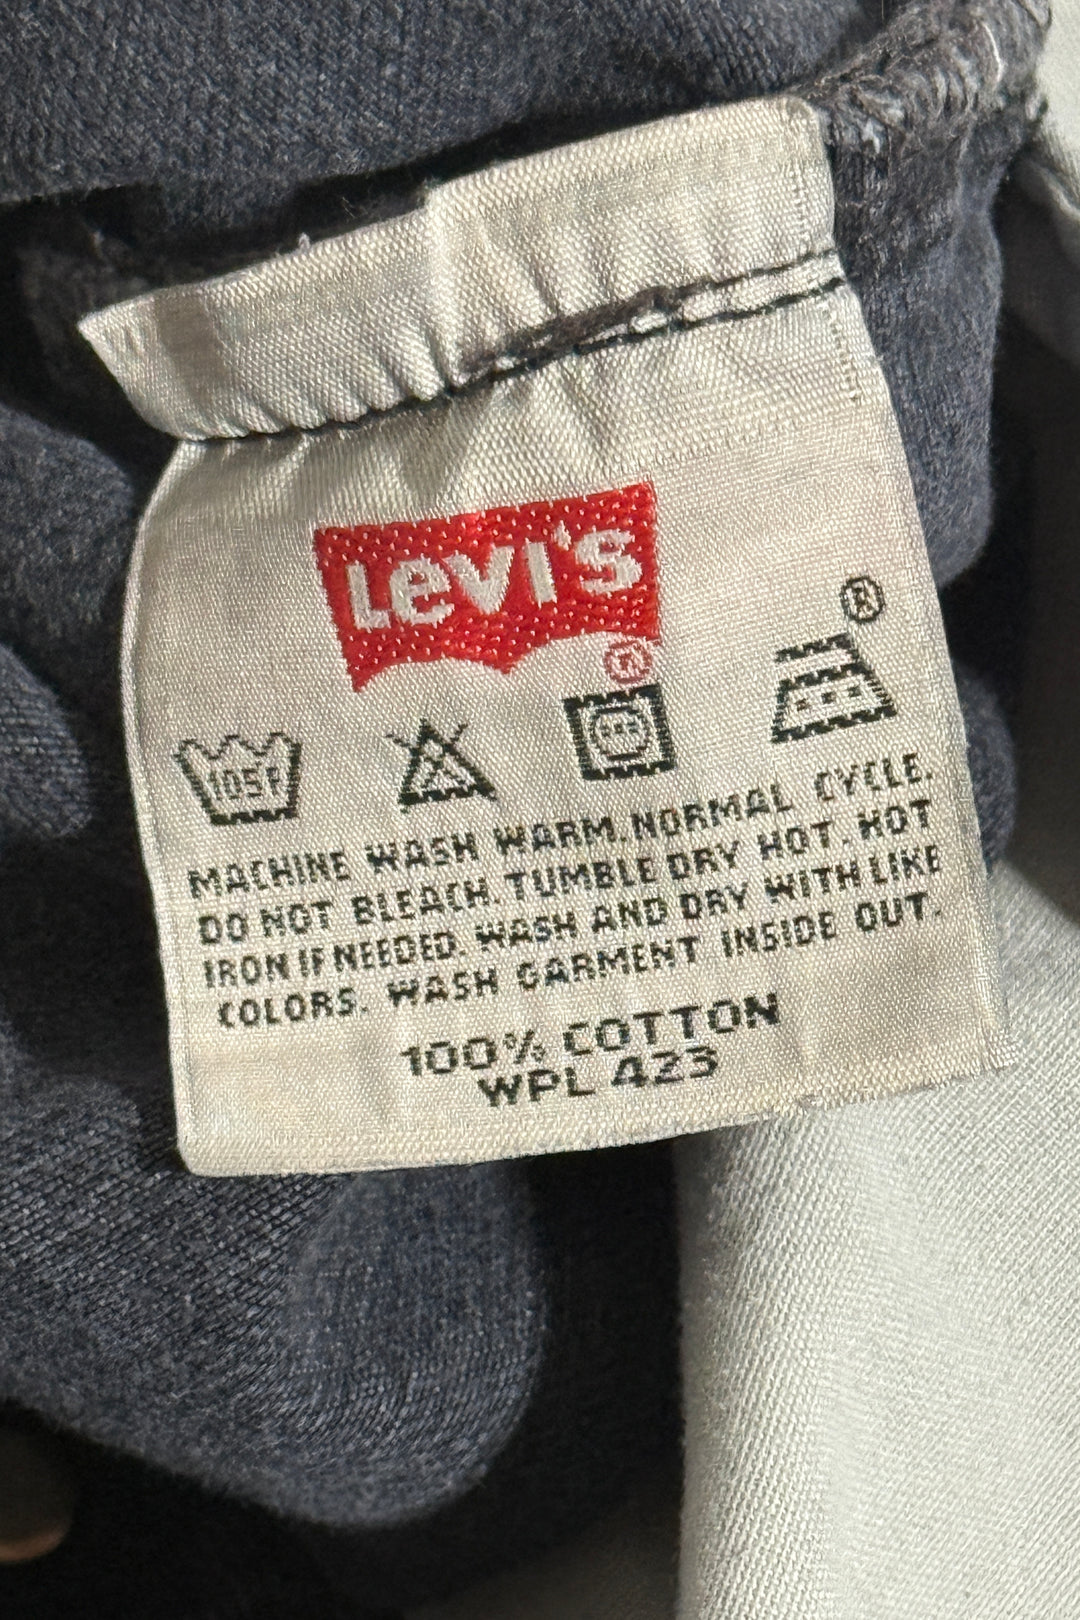 Levi's
®
®
105F
MACHINE WASH WARM. NORMAL CYCLE.
DO NOT BLEACH. TUMBLE DRY HOT. HOT
IRON IF NEEDED. WASH AND DRY WITH LIKE
COLORS. WASH GARMENT INSIDE OUT.
100% COTTON
WPL 423